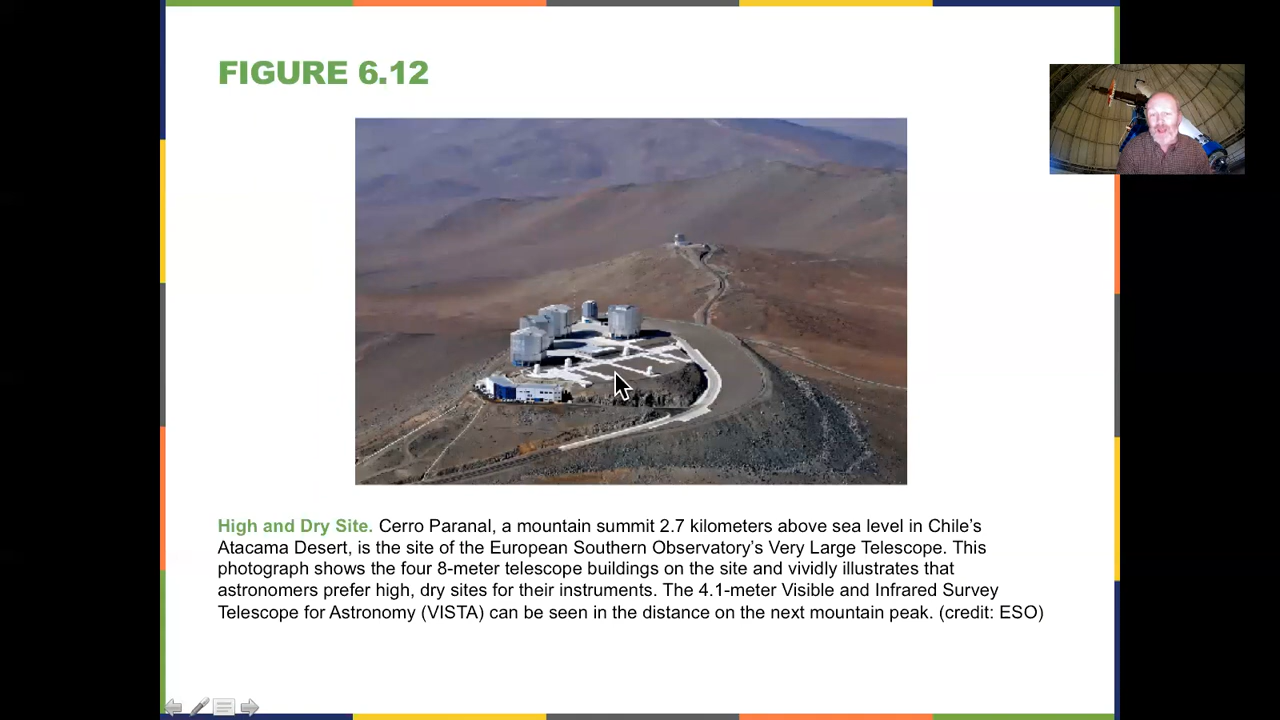 FIGURE 6.12
High and Dry Site. Cerro Paranal, a mountain summit 2.7 kilometers above sea level in Chile’s
Atacama Desert, is the site of the European Southern Observatory’s Very Large Telescope. This
photograph shows the four 8-meter telescope buildings on the site and vividly illustrates that
astronomers prefer high, dry sites for their instruments. The 4.1-meter Visible and Infrared Survey
Telescope for Astronomy (VISTA) can be seen in the distance on the next mountain peak. (credit: ESO)